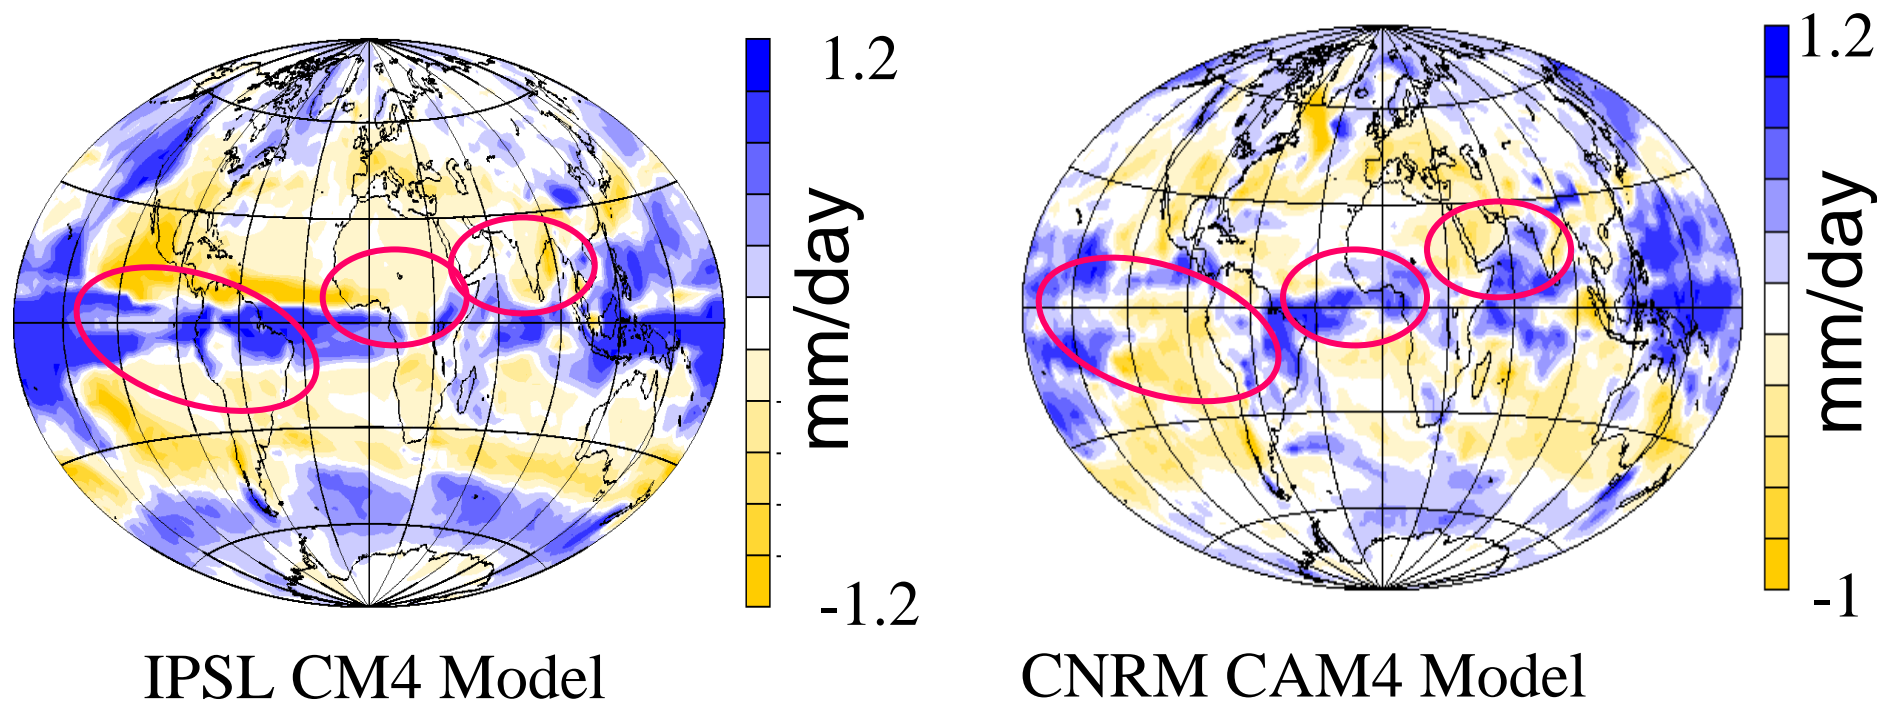 1.2
mm/day
-1.2
IPSL CM4 Model
1.2
mm/day
-1
CNRM CAM4 Model